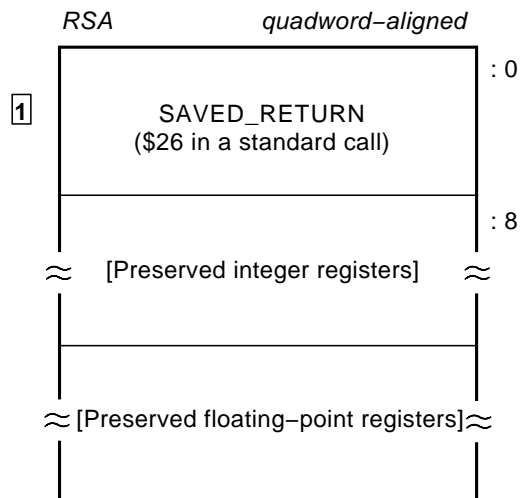 RSA quadword−aligned
: 0
1
SAVED_RETURN
($26 in a standard call)
: 8
[Preserved integer registers]
[Preserved floating−point registers]